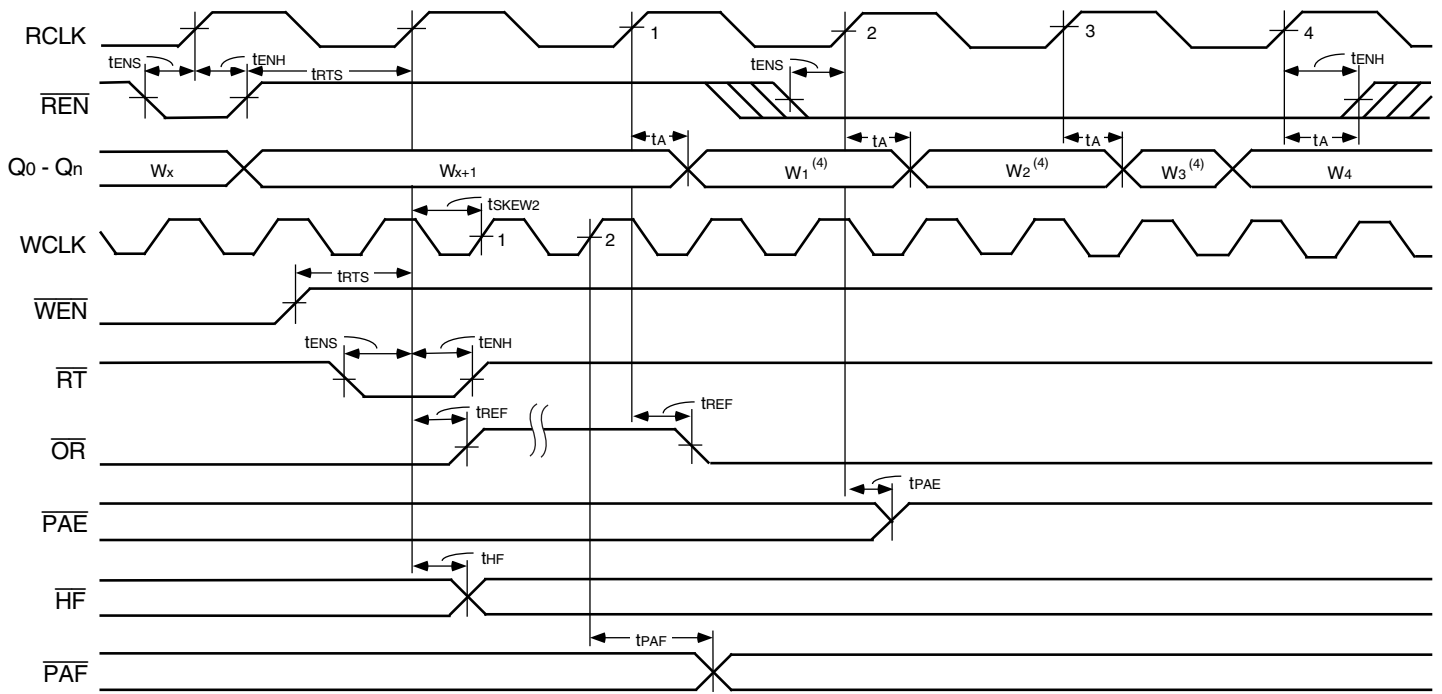 RCLK 1 2 3 4
tENS tENH tRTS tENS tENH
REN
tA tA tA tA
Q0 - Qn Wx Wx+1 W1(4) W2(4) W3(4) W4
tSKEW2
WCLK 1 2
tRTS
WEN
tENS tENH
RT
tREF tREF
OR
tPAE
PAE
tHF
HF
tPAF
PAF